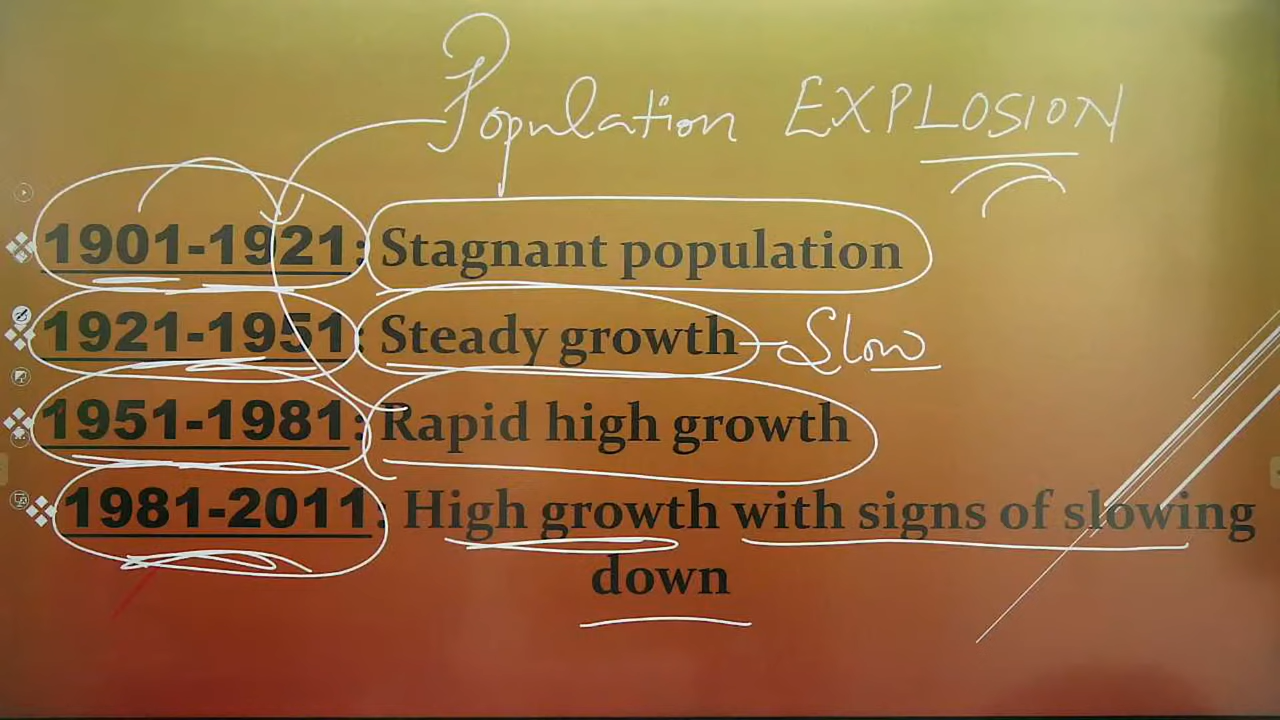 Population EXPLOSION
1901-1921: Stagnant population
1921-1951: Steady growth - Slow
1951-1981: Rapid high growth
1981-2011: High growth with signs of slowing
down